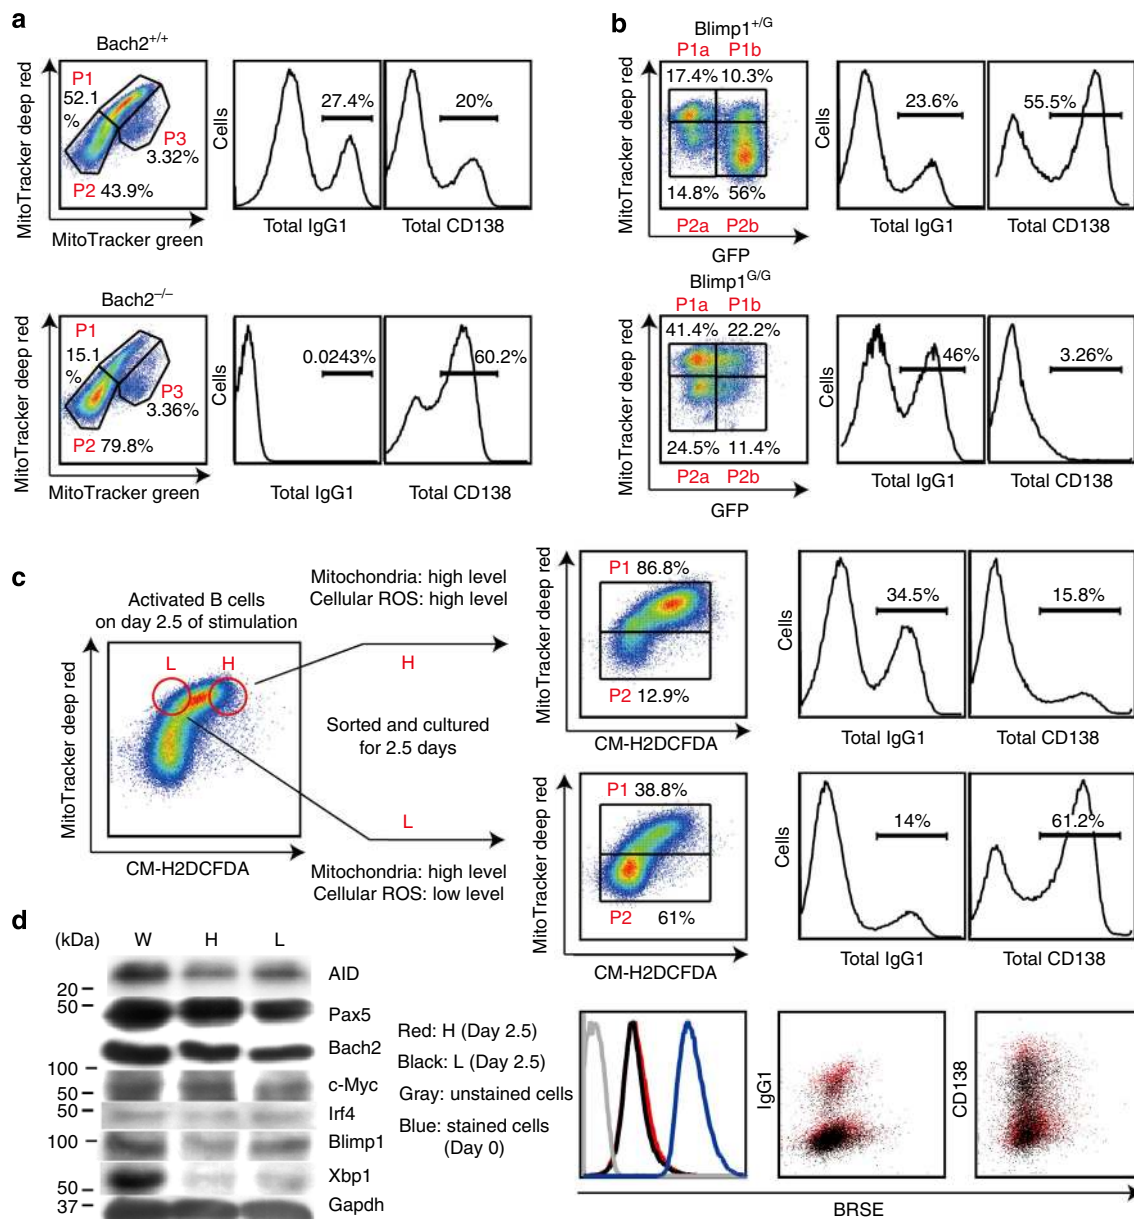 a
Bach2+/+
MitoTracker deep red
P1
52.1
%
P3
3.32%
P2 43.9%
MitoTracker green
Cells
27.4%
Total IgG1
20%
Total CD138
Bach2–/–
MitoTracker deep red
P1
15.1
%
P3
3.36%
P2 79.8%
MitoTracker green
Cells
0.0243%
Total IgG1
60.2%
Total CD138
b
Blimp1+/G
P1a P1b
17.4% 10.3%
MitoTracker deep red
14.8% 56%
P2a P2b
GFP
Cells
23.6%
Total IgG1
55.5%
Total CD138
Blimp1G/G
P1a P1b
41.4% 22.2%
MitoTracker deep red
24.5% 11.4%
P2a P2b
GFP
Cells
46%
Total IgG1
3.26%
Total CD138
c
Activated B cells
on day 2.5 of stimulation
MitoTracker deep red
L H
CM-H2DCFDA
Mitochondria: high level
Cellular ROS: high level
H
Sorted and cultured
for 2.5 days
L
Mitochondria: high level
Cellular ROS: low level
MitoTracker deep red
P1 86.8%
P2 12.9%
CM-H2DCFDA
Cells
34.5%
Total IgG1
15.8%
Total CD138
MitoTracker deep red
P1 38.8%
P2 61%
CM-H2DCFDA
Cells
14%
Total IgG1
61.2%
Total CD138
d
(kDa) W H L
AID
20
50
Pax5
Bach2
100
c-Myc
50
50
Irf4
100
Blimp1
Xbp1
50
37
Gapdh
Red: H (Day 2.5)
Black: L (Day 2.5)
Gray: unstained cells
Blue: stained cells
(Day 0)
IgG1
CD138
BRSE